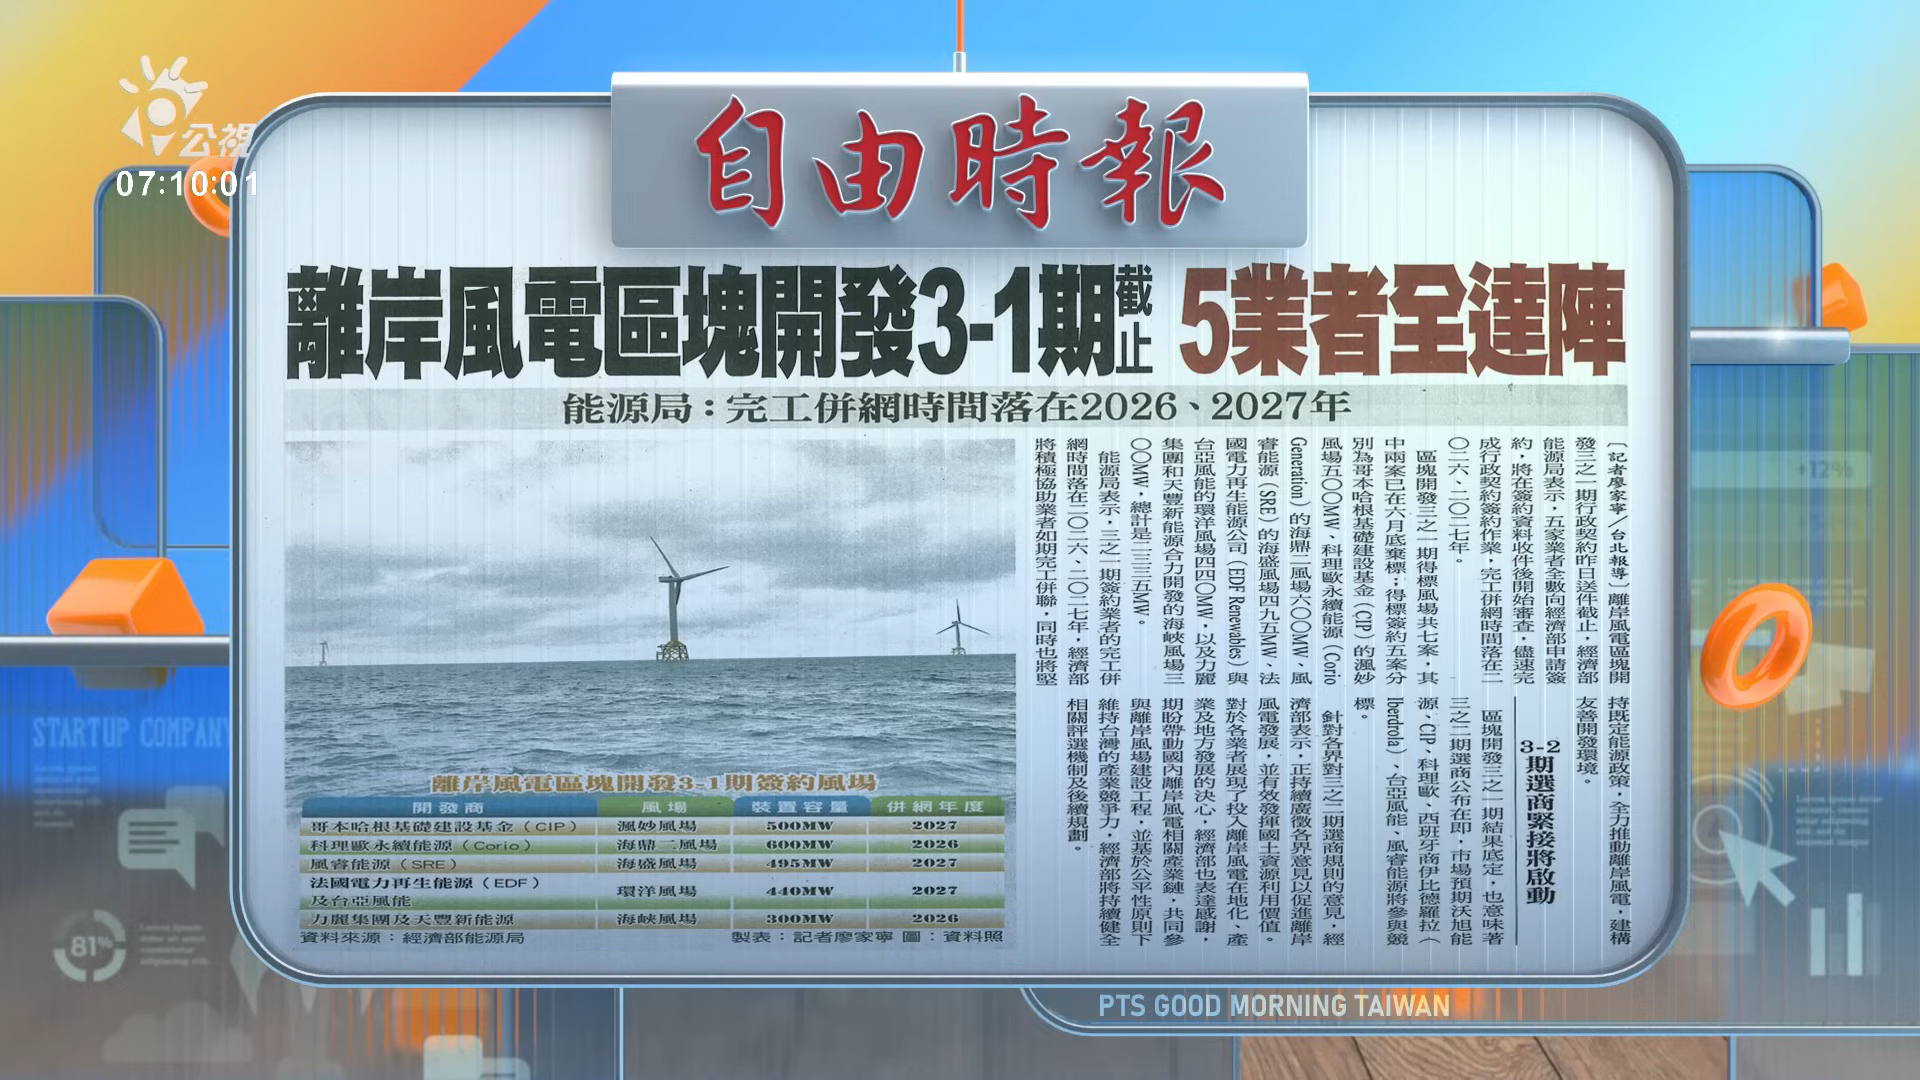 公視
07:10:01
自由時報
離岸風電區塊開發3-1期截止 5業者全達陣
能源局：完工併網時間落在2026、2027年
〔記者廖家寧／台北報導〕離岸風電區塊開
發三之一期行政契約昨日送件截止，經濟部
能源局表示，五家業者全數向經濟部申請簽
約，將在簽約資料收件後開始審查，儘速完
成行政契約簽約作業，完工併網時間落在二
〇二六、二〇二七年。
區塊開發三之一期得標風場共七案，其
中兩案已在六月底棄標；得標簽約五案分
別為哥本哈根基礎建設基金（CIP）的渢妙
風場五〇〇MW、科理歐永續能源（Corio
Generation）的海鼎二風場六〇〇MW、風
睿能源（SRE）的海盛風場四九五MW、法
國電力再生能源公司（EDF Renewables）與
台亞風能的環洋風場四四〇MW，以及力麗
集團和天豐新能源合力開發的海峽風場三
〇〇MW，總計是二三三五MW。
能源局表示，三之一期簽約業者的完工併
網時間落在二〇二六、二〇二七年，經濟部
將積極協助業者如期完工併聯，同時也將堅
持既定能源政策，全力推動離岸風電，建構
友善開發環境。
3-2期選商緊接將啟動
區塊開發三之一期結果底定，也意味著
三之二期選商公布在即，市場預期沃旭能
源、CIP、科理歐、西班牙商伊比德羅拉（
Iberdrola）、台亞風能、風睿能源將參與競
標。
針對各界對三之二期選商規則的意見，經
濟部表示，正持續廣徵各界意見以促進離岸
風電發展，並有效發揮國土資源利用價值。
對於各業者展現了投入離岸風電在地化、產
業及地方發展的決心，經濟部也表達感謝，
期盼帶動國內離岸風電相關產業鏈，共同參
與離岸風場建設工程，並基於公平性原則下
維持台灣的產業競爭力，經濟部將持續健全
相關評選機制及後續規劃。
離岸風電區塊開發3-1期簽約風場
開發商 風場 裝置容量 併網年度
哥本哈根基礎建設基金（CIP） 渢妙風場 500MW 2027
科理歐永續能源（Corio） 海鼎二風場 600MW 2026
風睿能源（SRE） 海盛風場 495MW 2027
法國電力再生能源（EDF）
及台亞風能 環洋風場 440MW 2027
力麗集團及天豐新能源 海峽風場 300MW 2026
資料來源：經濟部能源局 製表：記者廖家寧 圖：資料照
STARTUP COMPANY
81%
+12%
PTS GOOD MORNING TAIWAN